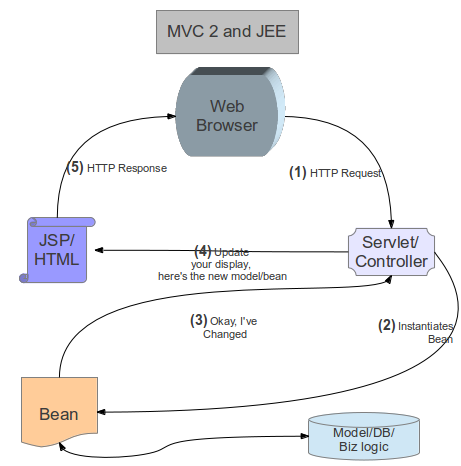 MVC 2 and JEE
Web
Browser
(5) HTTP Response
(1) HTTP Request
JSP/
HTML
Servlet/
Controller
(4) Update
your display,
here's the new model/bean
(3) Okay, I've
Changed
(2) Instantiates
Bean
Bean
Model/DB/
Biz logic